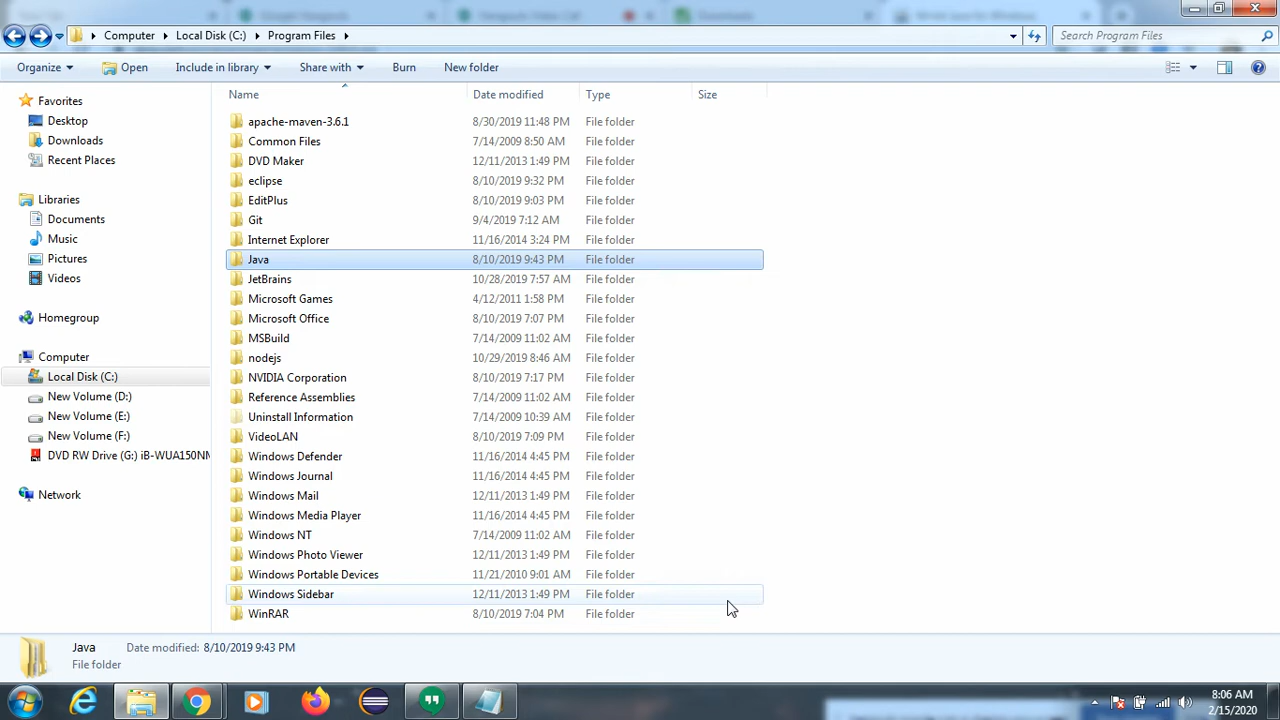 Computer Local Disk (C:) Program Files Search Program Files
Organize Open Include in library Share with Burn New folder
Name Date modified Type Size
Favorites
Desktop
Downloads
Recent Places
Libraries
Documents
Music
Pictures
Videos
Homegroup
Computer
Local Disk (C:)
New Volume (D:)
New Volume (E:)
New Volume (F:)
DVD RW Drive (G:) iB-WUA150NM
Network
apache-maven-3.6.1 8/30/2019 11:48 PM File folder
Common Files 7/14/2009 8:50 AM File folder
DVD Maker 12/11/2013 1:49 PM File folder
eclipse 8/10/2019 9:32 PM File folder
EditPlus 8/10/2019 9:03 PM File folder
Git 9/4/2019 7:12 AM File folder
Internet Explorer 11/16/2014 3:24 PM File folder
Java 8/10/2019 9:43 PM File folder
JetBrains 10/28/2019 7:57 AM File folder
Microsoft Games 4/12/2011 1:58 PM File folder
Microsoft Office 8/10/2019 7:07 PM File folder
MSBuild 7/14/2009 11:02 AM File folder
nodejs 10/29/2019 8:46 AM File folder
NVIDIA Corporation 8/10/2019 7:17 PM File folder
Reference Assemblies 7/14/2009 11:02 AM File folder
Uninstall Information 7/14/2009 10:39 AM File folder
VideoLAN 8/10/2019 7:09 PM File folder
Windows Defender 11/16/2014 4:45 PM File folder
Windows Journal 11/16/2014 4:45 PM File folder
Windows Mail 12/11/2013 1:49 PM File folder
Windows Media Player 11/16/2014 4:45 PM File folder
Windows NT 7/14/2009 11:02 AM File folder
Windows Photo Viewer 12/11/2013 1:49 PM File folder
Windows Portable Devices 11/21/2010 9:01 AM File folder
Windows Sidebar 12/11/2013 1:49 PM File folder
WinRAR 8/10/2019 7:04 PM File folder
Java Date modified: 8/10/2019 9:43 PM
File folder
8:06 AM
2/15/2020